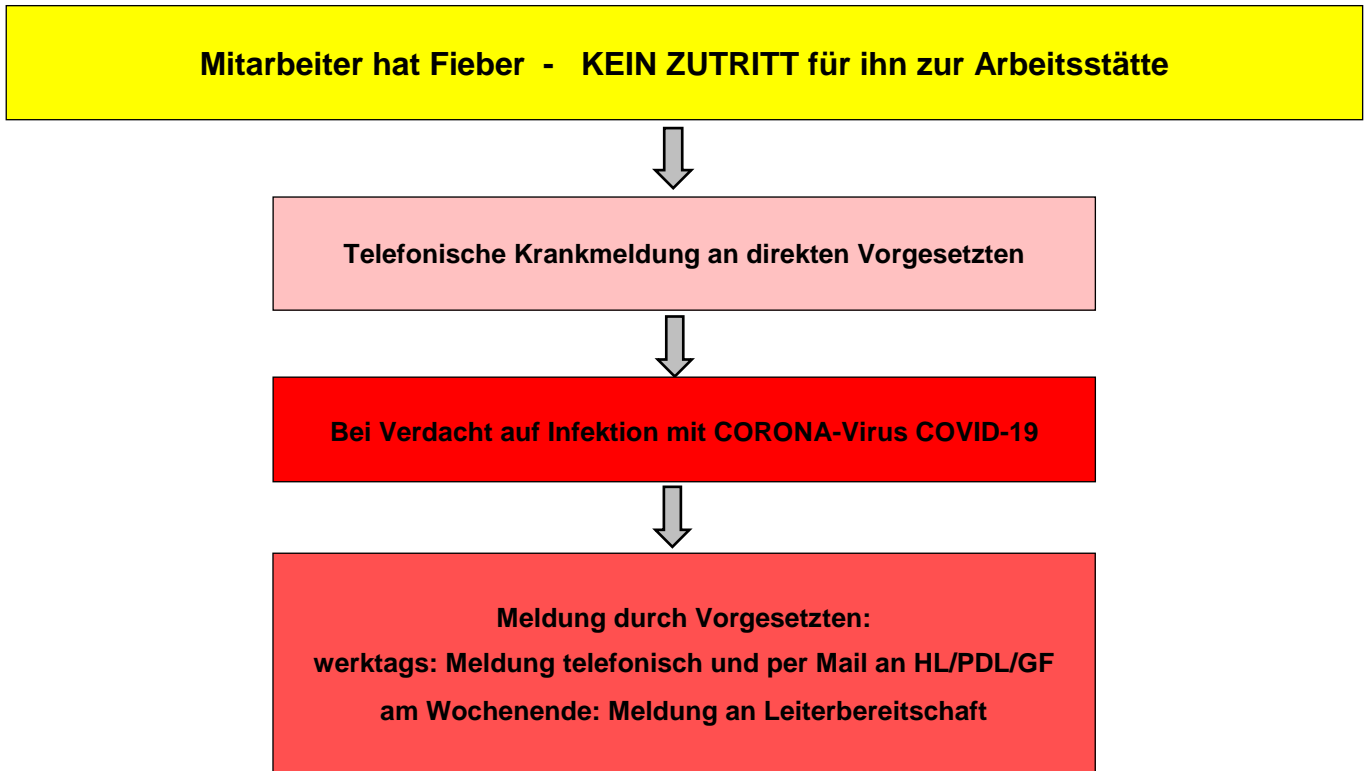 Mitarbeiter hat Fieber - KEIN ZUTRITT für ihn zur Arbeitsstätte
Telefonische Krankmeldung an direkten Vorgesetzten
Bei Verdacht auf Infektion mit CORONA-Virus COVID-19
Meldung durch Vorgesetzten:
werktags: Meldung telefonisch und per Mail an HL/PDL/GF
am Wochenende: Meldung an Leiterbereitschaft